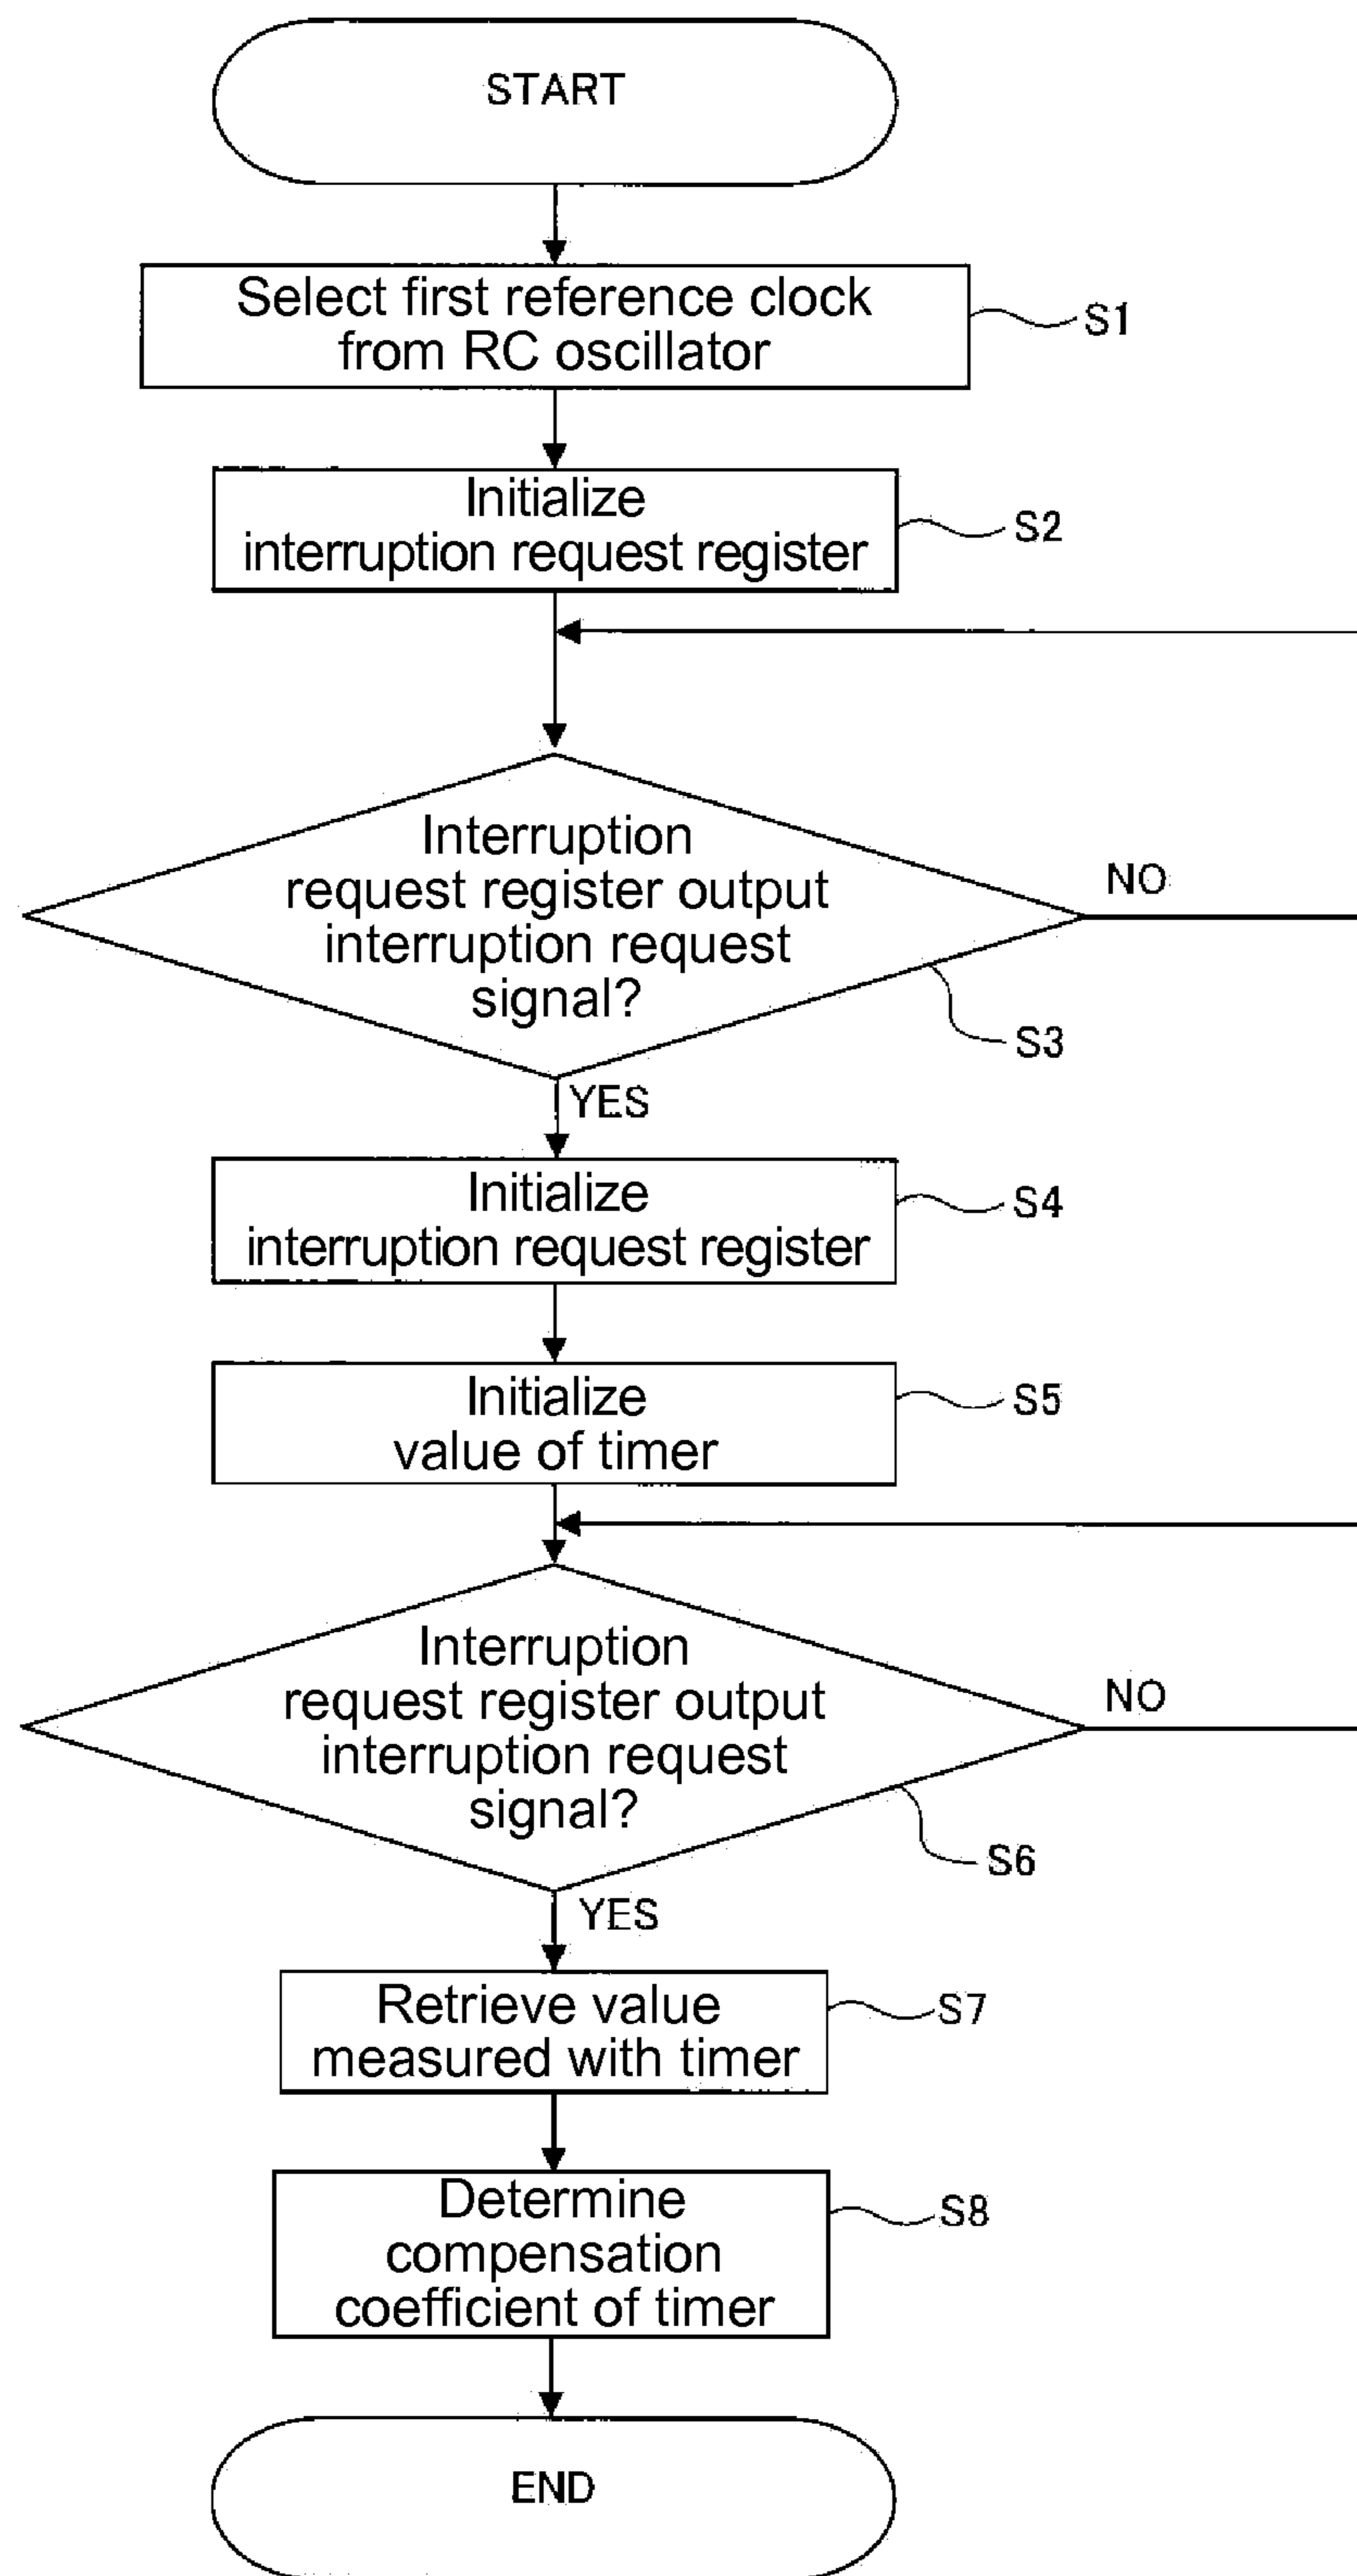 START
Select first reference clock
from RC oscillator
S1
Initialize
interruption request register
S2
Interruption
request register output
interruption request
signal?
NO
S3
YES
Initialize
interruption request register
S4
Initialize
value of timer
S5
Interruption
request register output
interruption request
signal?
NO
S6
YES
Retrieve value
measured with timer
S7
Determine
compensation
coefficient of timer
S8
END